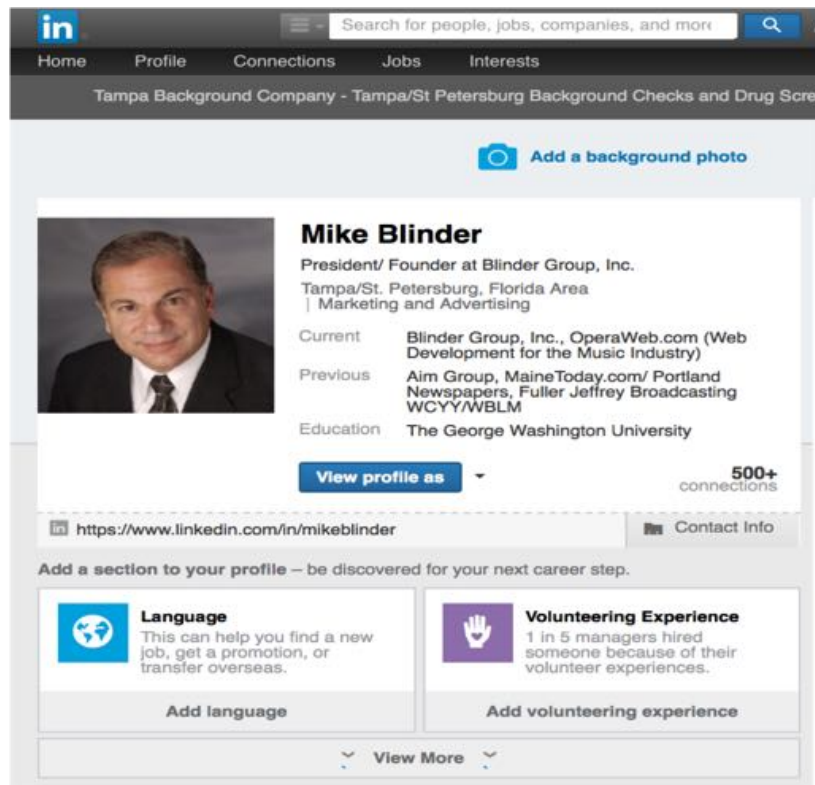 in
Search for people, jobs, companies, and more
Home Profile Connections Jobs Interests
Tampa Background Company - Tampa/St Petersburg Background Checks and Drug Scre
Add a background photo
Mike Blinder
President/ Founder at Blinder Group, Inc.
Tampa/St. Petersburg, Florida Area
| Marketing and Advertising
Current Blinder Group, Inc., OperaWeb.com (Web
Development for the Music Industry)
Previous Aim Group, MaineToday.com/ Portland
Newspapers, Fuller Jeffrey Broadcasting
WCYY/WBLM
Education The George Washington University
View profile as
500+
connections
in https://www.linkedin.com/in/mikeblinder
Contact Info
Add a section to your profile – be discovered for your next career step.
Language
This can help you find a new
job, get a promotion, or
transfer overseas.
Add language
Volunteering Experience
1 in 5 managers hired
someone because of their
volunteer experiences.
Add volunteering experience
View More